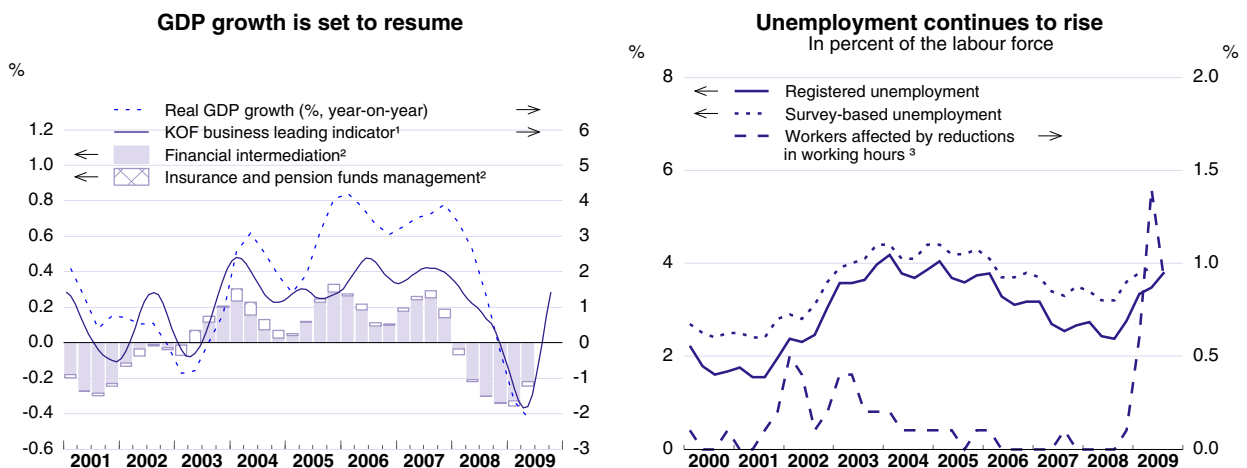 GDP growth is set to resume
%
Real GDP growth (%, year-on-year)
KOF business leading indicator¹
Financial intermediation²
Insurance and pension funds management²
1.2
1.0
0.8
0.6
0.4
0.2
0.0
-0.2
-0.4
-0.6
6
5
4
3
2
1
0
-1
-2
-3
2001 2002 2003 2004 2005 2006 2007 2008 2009
Unemployment continues to rise
In percent of the labour force
% %
Registered unemployment
Survey-based unemployment
Workers affected by reductions
in working hours ³
8
6
4
2
0
2.0
1.5
1.0
0.5
0.0
2000 2001 2002 2003 2004 2005 2006 2007 2008 2009